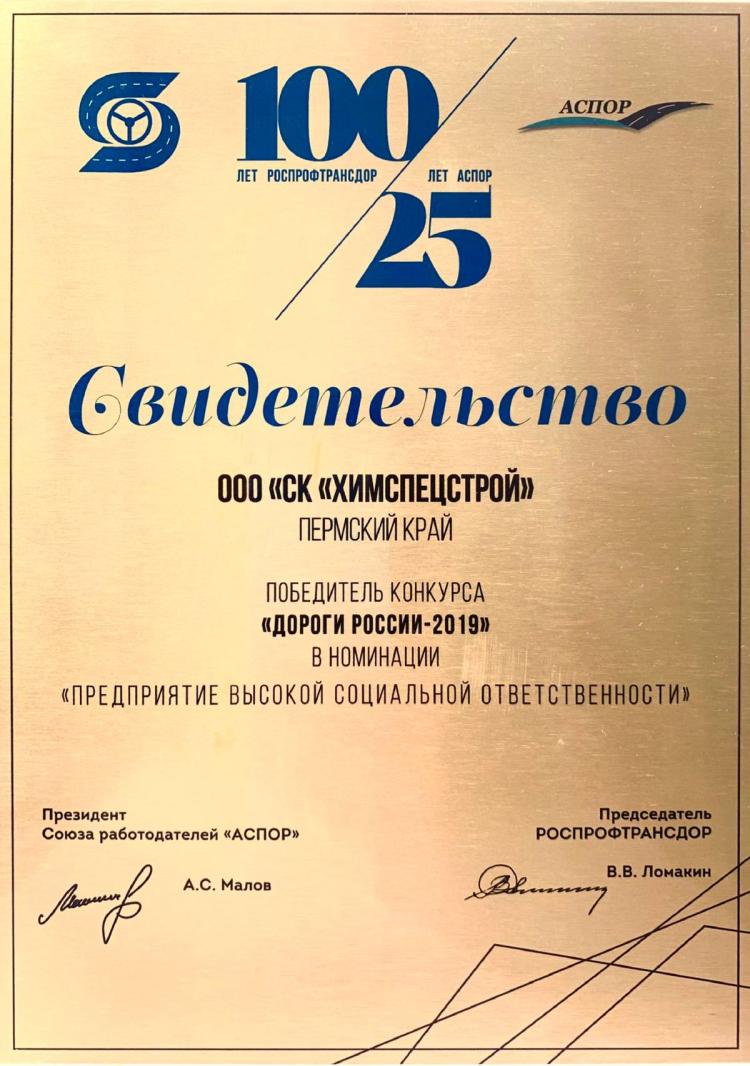 100
ЛЕТ РОСПРОФТРАНСДОР
ЛЕТ АСПОР
25
АСПОР
Свидетельство
ООО «СК «ХИМСПЕЦСТРОЙ»
ПЕРМСКИЙ КРАЙ
ПОБЕДИТЕЛЬ КОНКУРСА
«ДОРОГИ РОССИИ-2019»
В НОМИНАЦИИ
«ПРЕДПРИЯТИЕ ВЫСОКОЙ СОЦИАЛЬНОЙ ОТВЕТСТВЕННОСТИ»
Президент
Союза работодателей «АСПОР»
А.С. Малов
Председатель
РОСПРОФТРАНСДОР
В.В. Ломакин